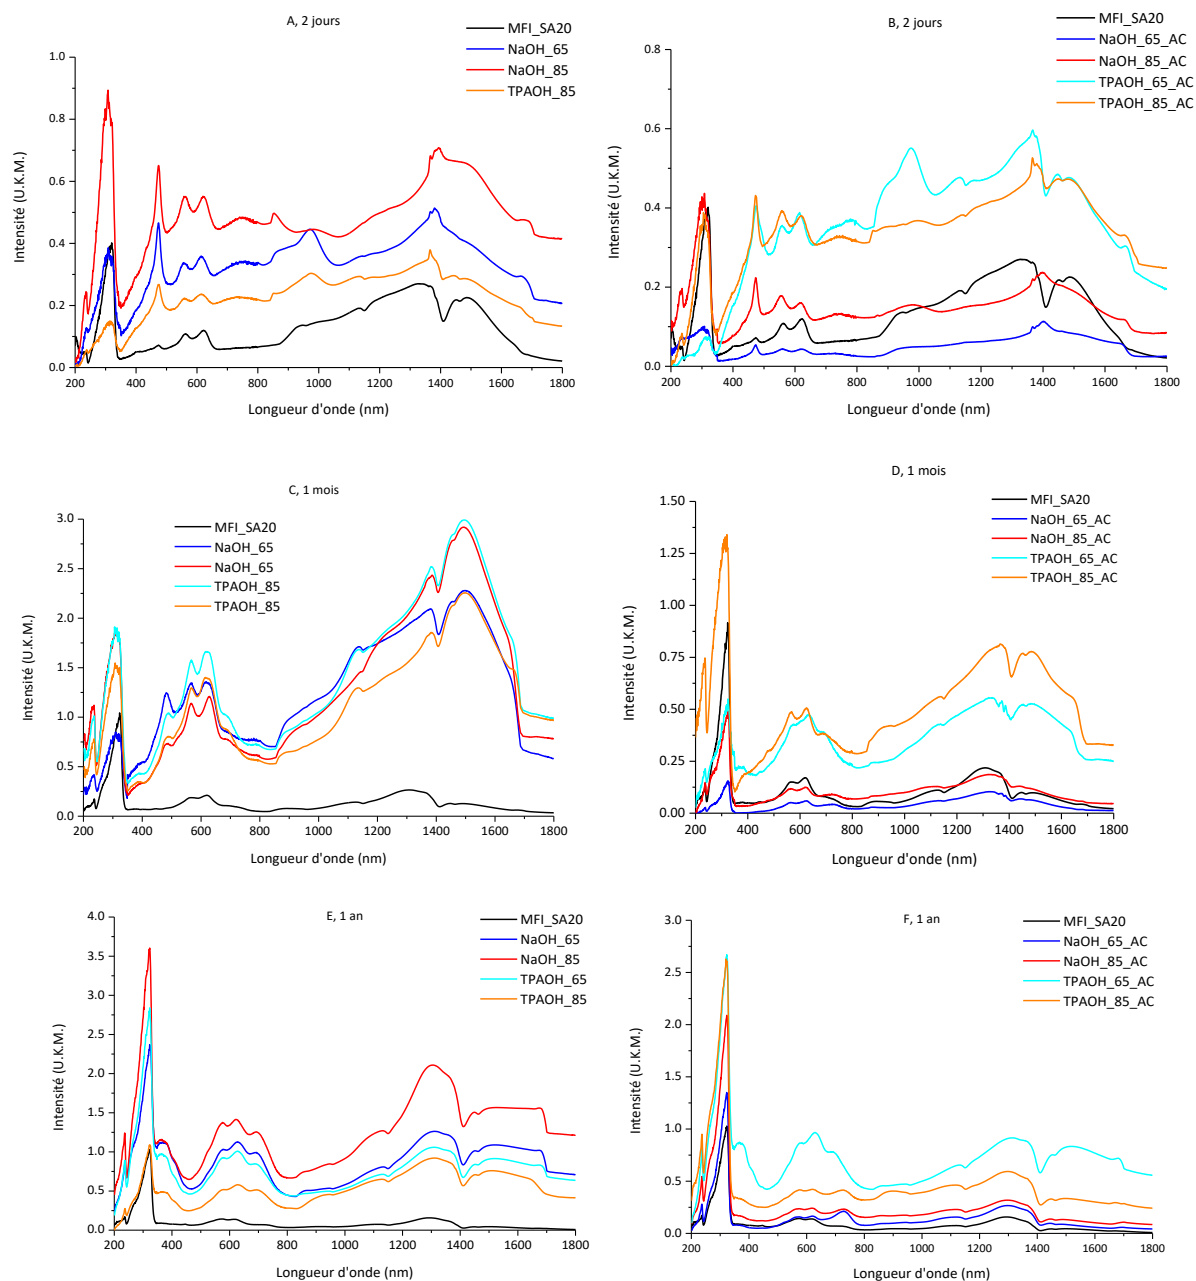 A, 2 jours
MFI_SA20
NaOH_65
NaOH_85
TPAOH_85
1.0
0.8
0.6
0.4
0.2
0.0
Intensité (U.K.M.)
200 400 600 800 1000 1200 1400 1600 1800
Longueur d'onde (nm)
B, 2 jours
MFI_SA20
NaOH_65_AC
NaOH_85_AC
TPAOH_65_AC
TPAOH_85_AC
0.8
0.6
0.4
0.2
0.0
Intensité (U.K.M.)
200 400 600 800 1000 1200 1400 1600 1800
Longueur d'onde (nm)
C, 1 mois
MFI_SA20
NaOH_65
NaOH_65
TPAOH_85
TPAOH_85
3.0
2.5
2.0
1.5
1.0
0.5
0.0
Intensité (U.K.M.)
200 400 600 800 1000 1200 1400 1600 1800
Longueur d'onde (nm)
D, 1 mois
MFI_SA20
NaOH_65_AC
NaOH_85_AC
TPAOH_65_AC
TPAOH_85_AC
1.50
1.25
1.00
0.75
0.50
0.25
0.00
Intensité (U.K.M.)
200 400 600 800 1000 1200 1400 1600 1800
Longueur d'onde (nm)
E, 1 an
MFI_SA20
NaOH_65
NaOH_85
TPAOH_65
TPAOH_85
4.0
3.5
3.0
2.5
2.0
1.5
1.0
0.5
0.0
Intensité (U.K.M.)
200 400 600 800 1000 1200 1400 1600 1800
Longueur d'onde (nm)
F, 1 an
MFI_SA20
NaOH_65_AC
NaOH_85_AC
TPAOH_65_AC
TPAOH_85_AC
3.0
2.5
2.0
1.5
1.0
0.5
0.0
Intensité (U.K.M.)
200 400 600 800 1000 1200 1400 1600 1800
Longueur d'onde (nm)